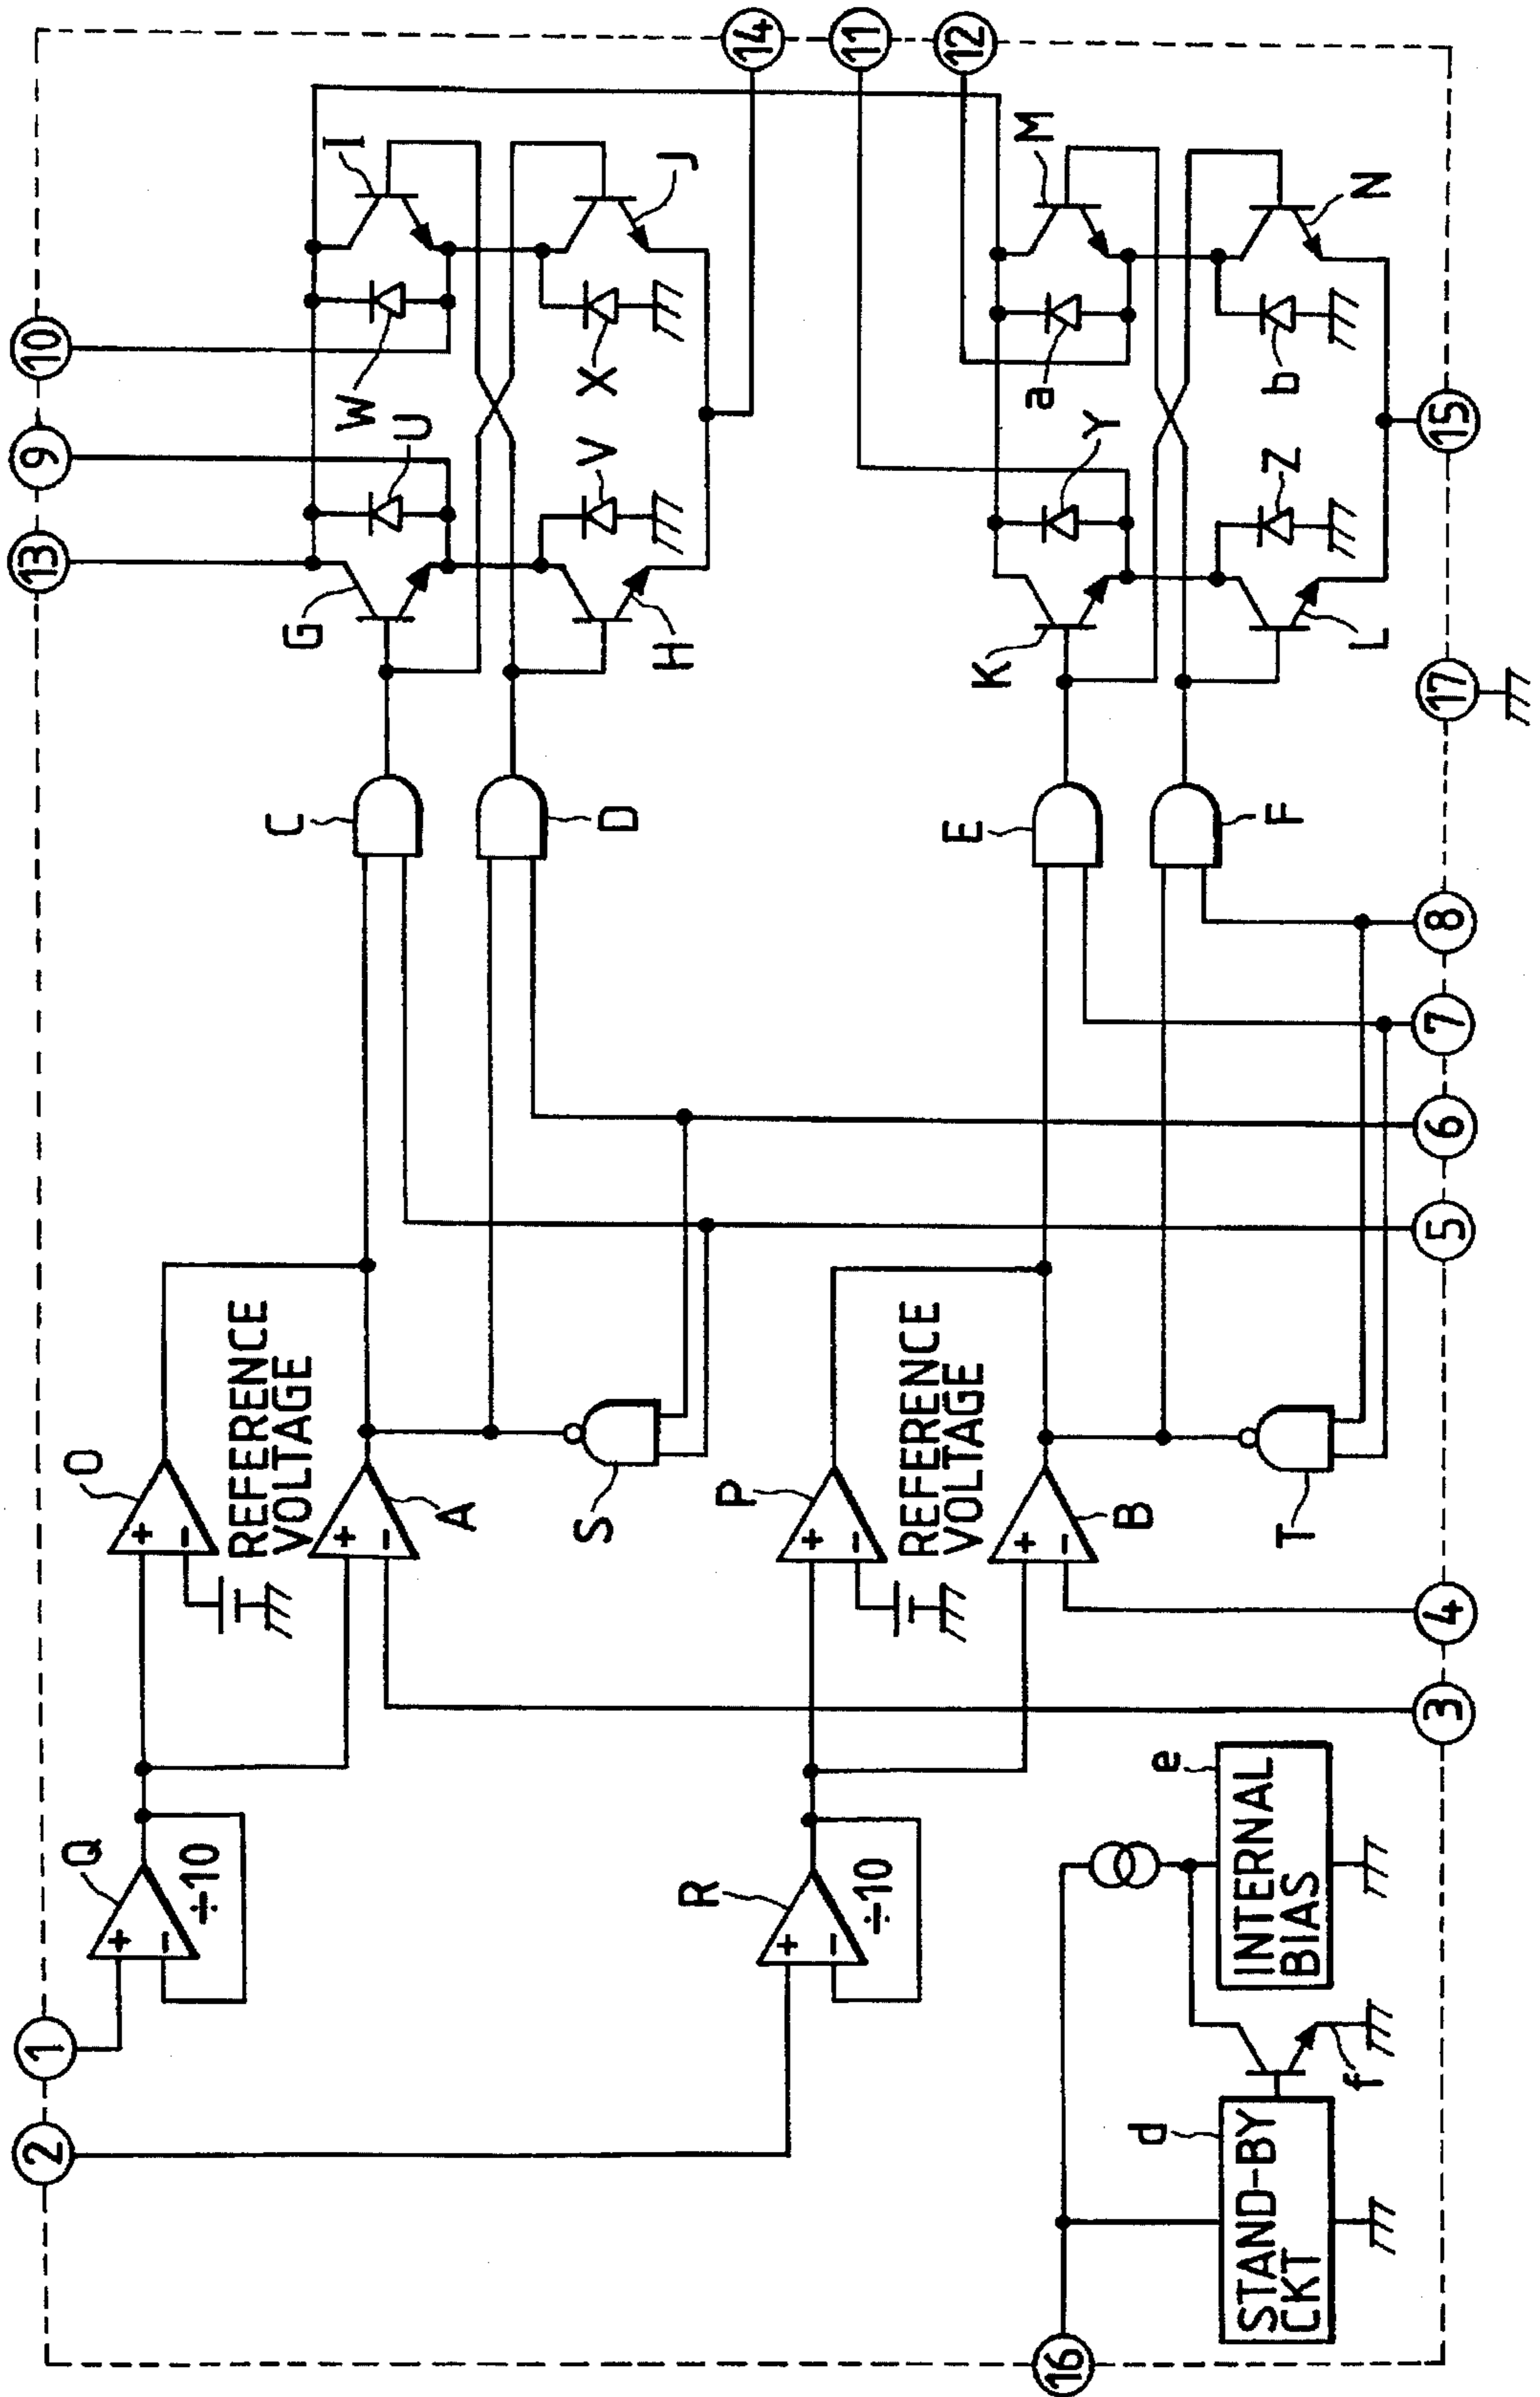 2 1 13 9 10
O
Q
÷10
REFERENCE
VOLTAGE
C
G
W
U
I
A
S
D
V
X
H
J
P
R
÷10
REFERENCE
VOLTAGE
14
11
12
E
K
a
Y
M
B
T
F
Z
b
L
N
16
d
STAND-BY
CKT
f
e
INTERNAL
BIAS
3 4 5 6 7 8 17 15